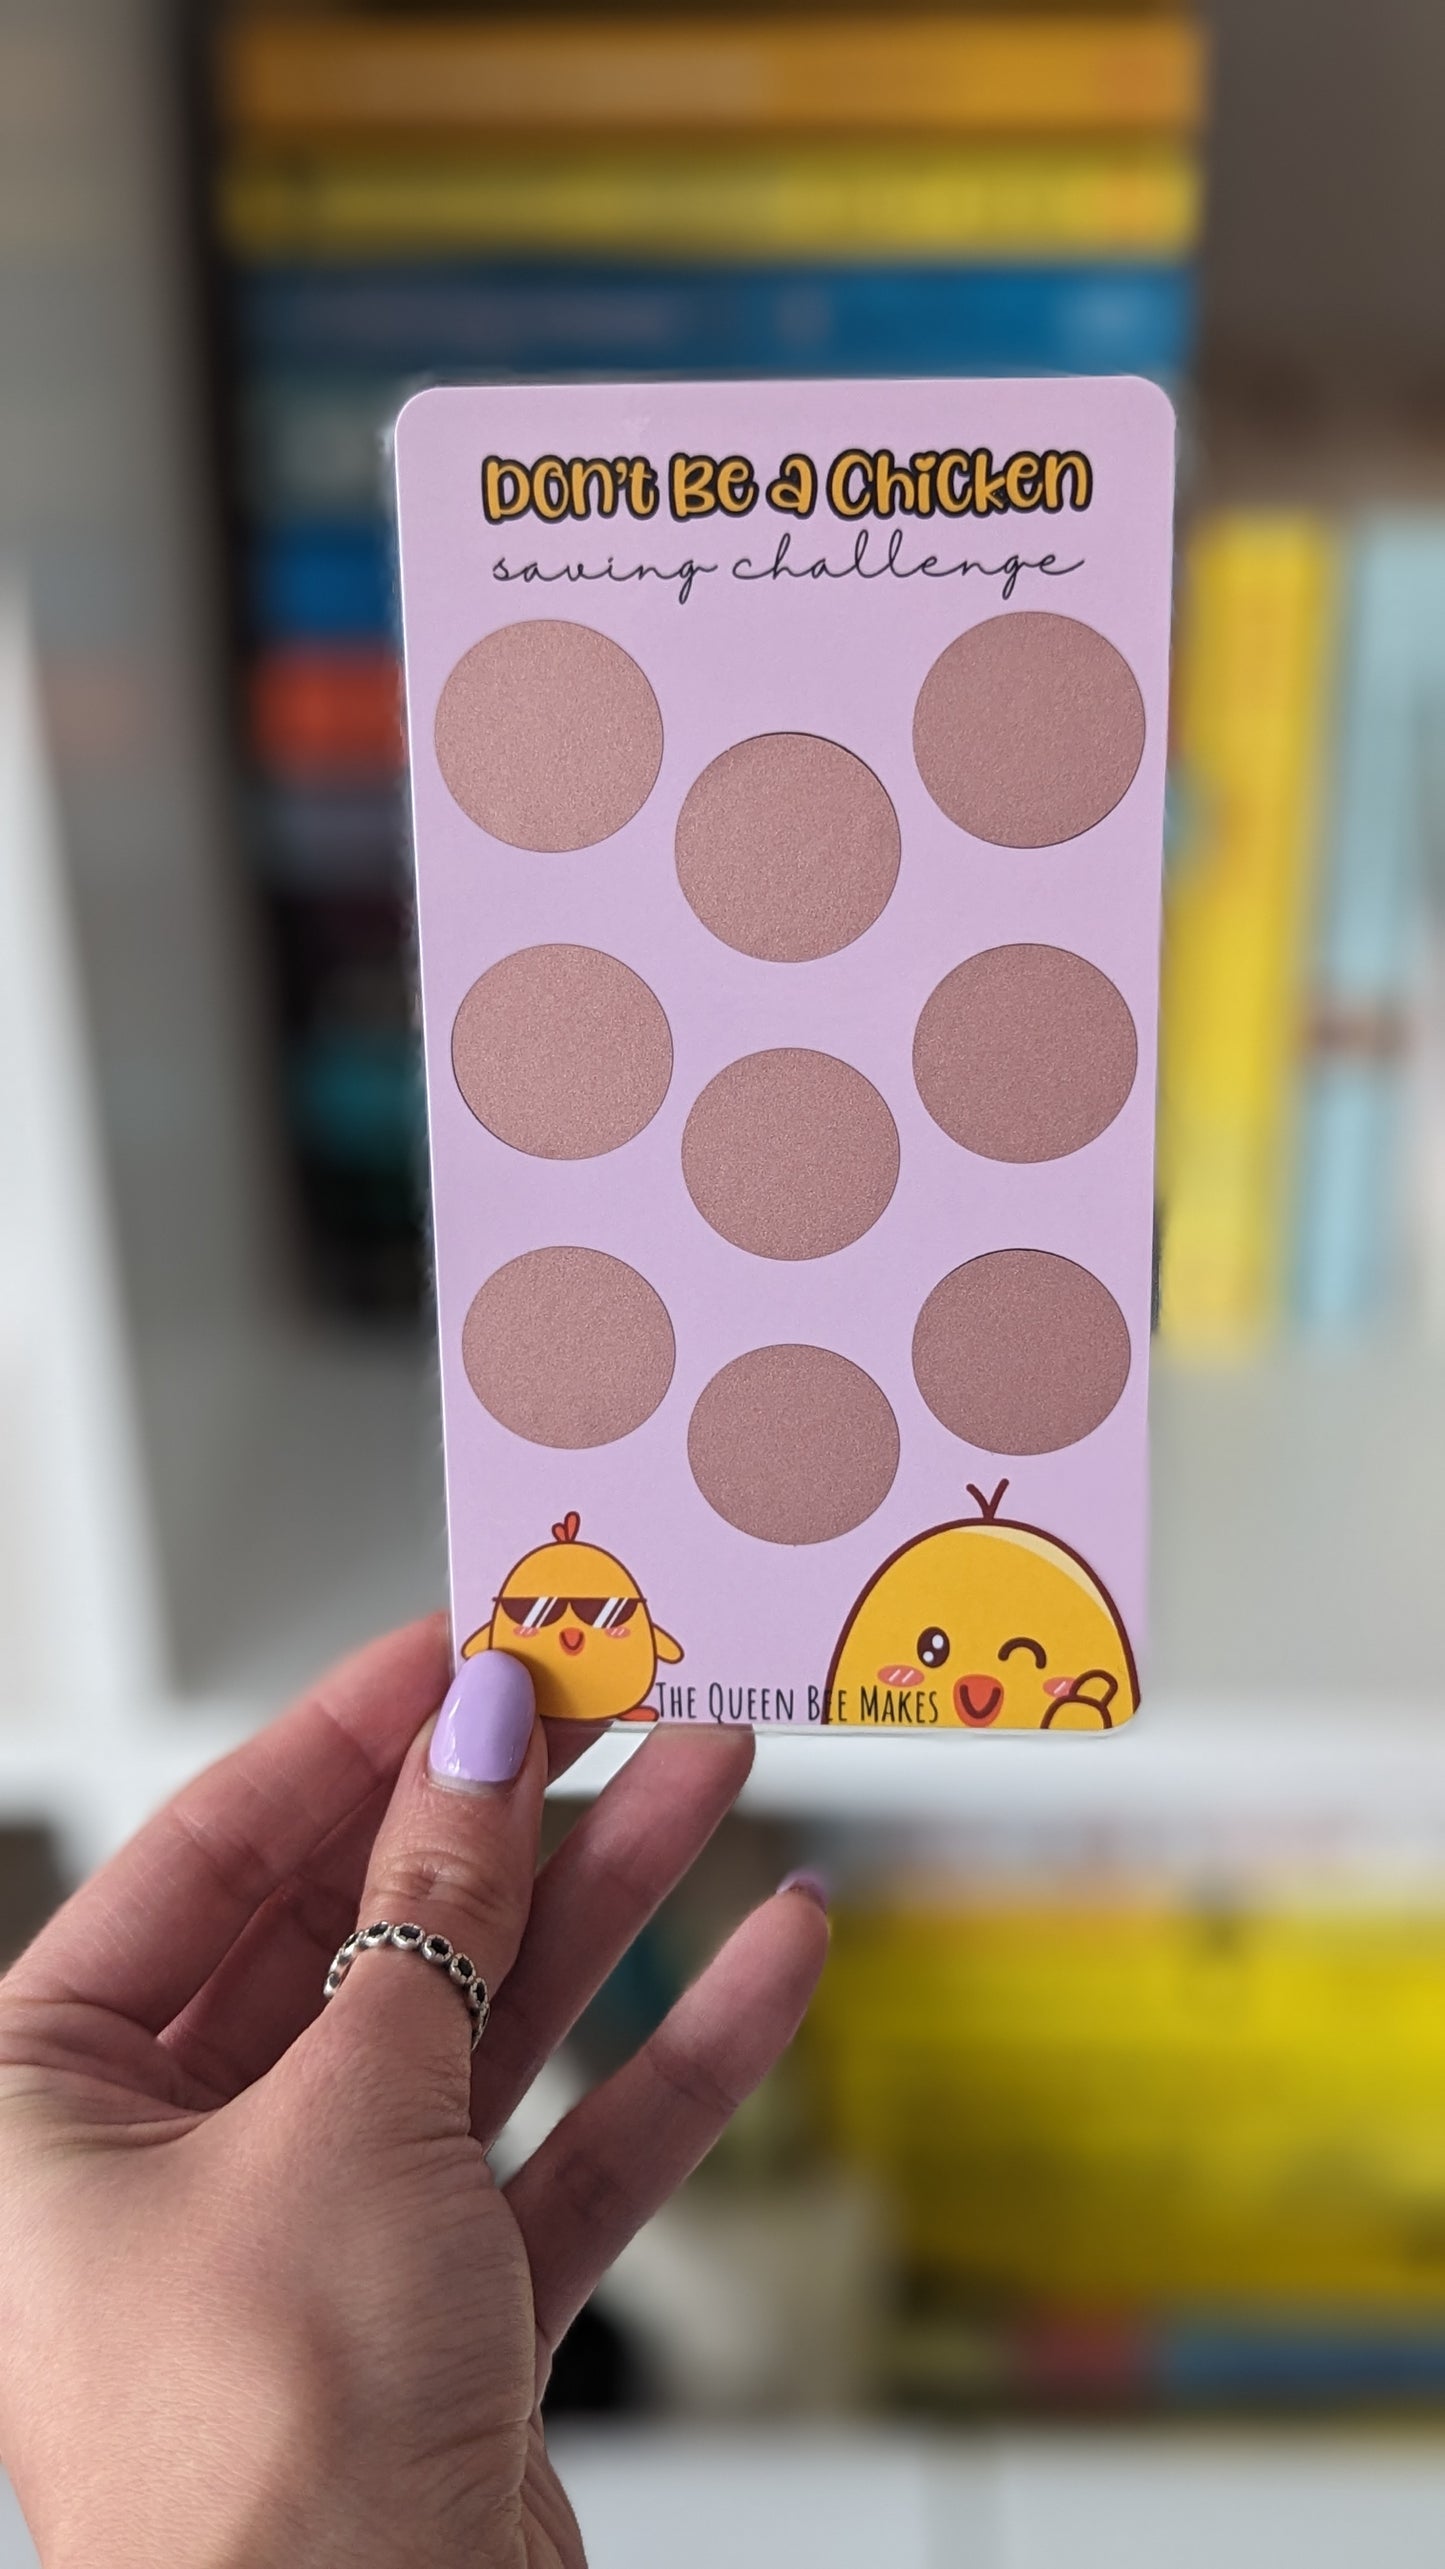 Don't Be a Chicken
saving challenge
The Queen Bee Makes